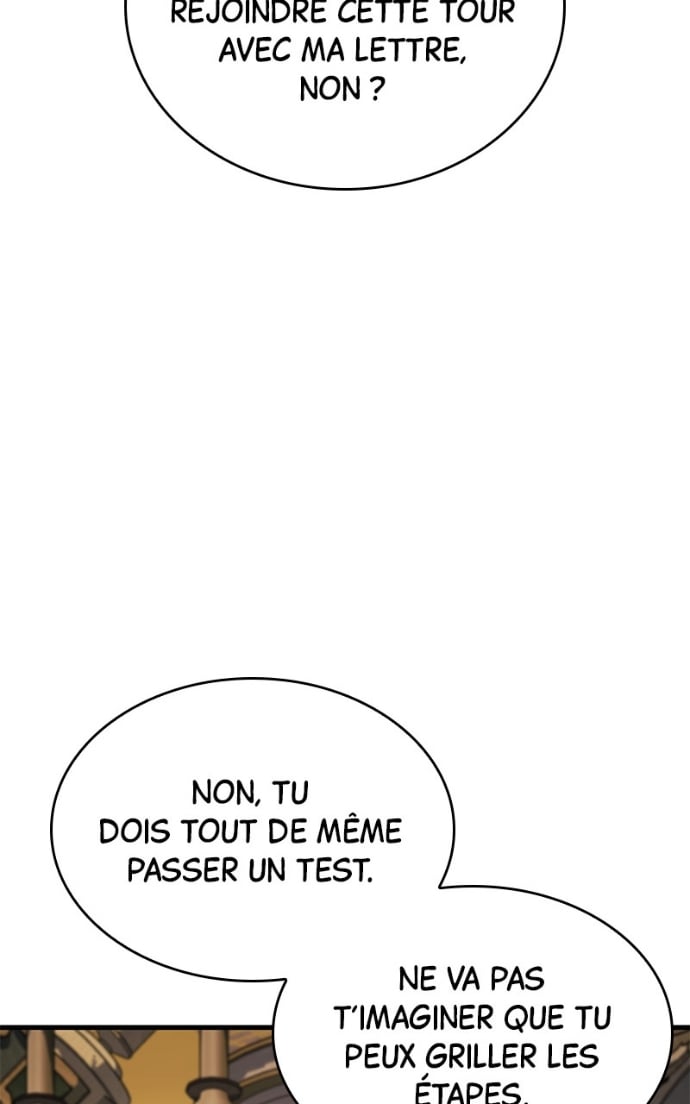 REJOINDRE CETTE TOUR
AVEC MA LETTRE,
NON ?
NON, TU
DOIS TOUT DE MÊME
PASSER UN TEST.
NE VA PAS
T'IMAGINER QUE TU
PEUX GRILLER LES
ÉTAPES.